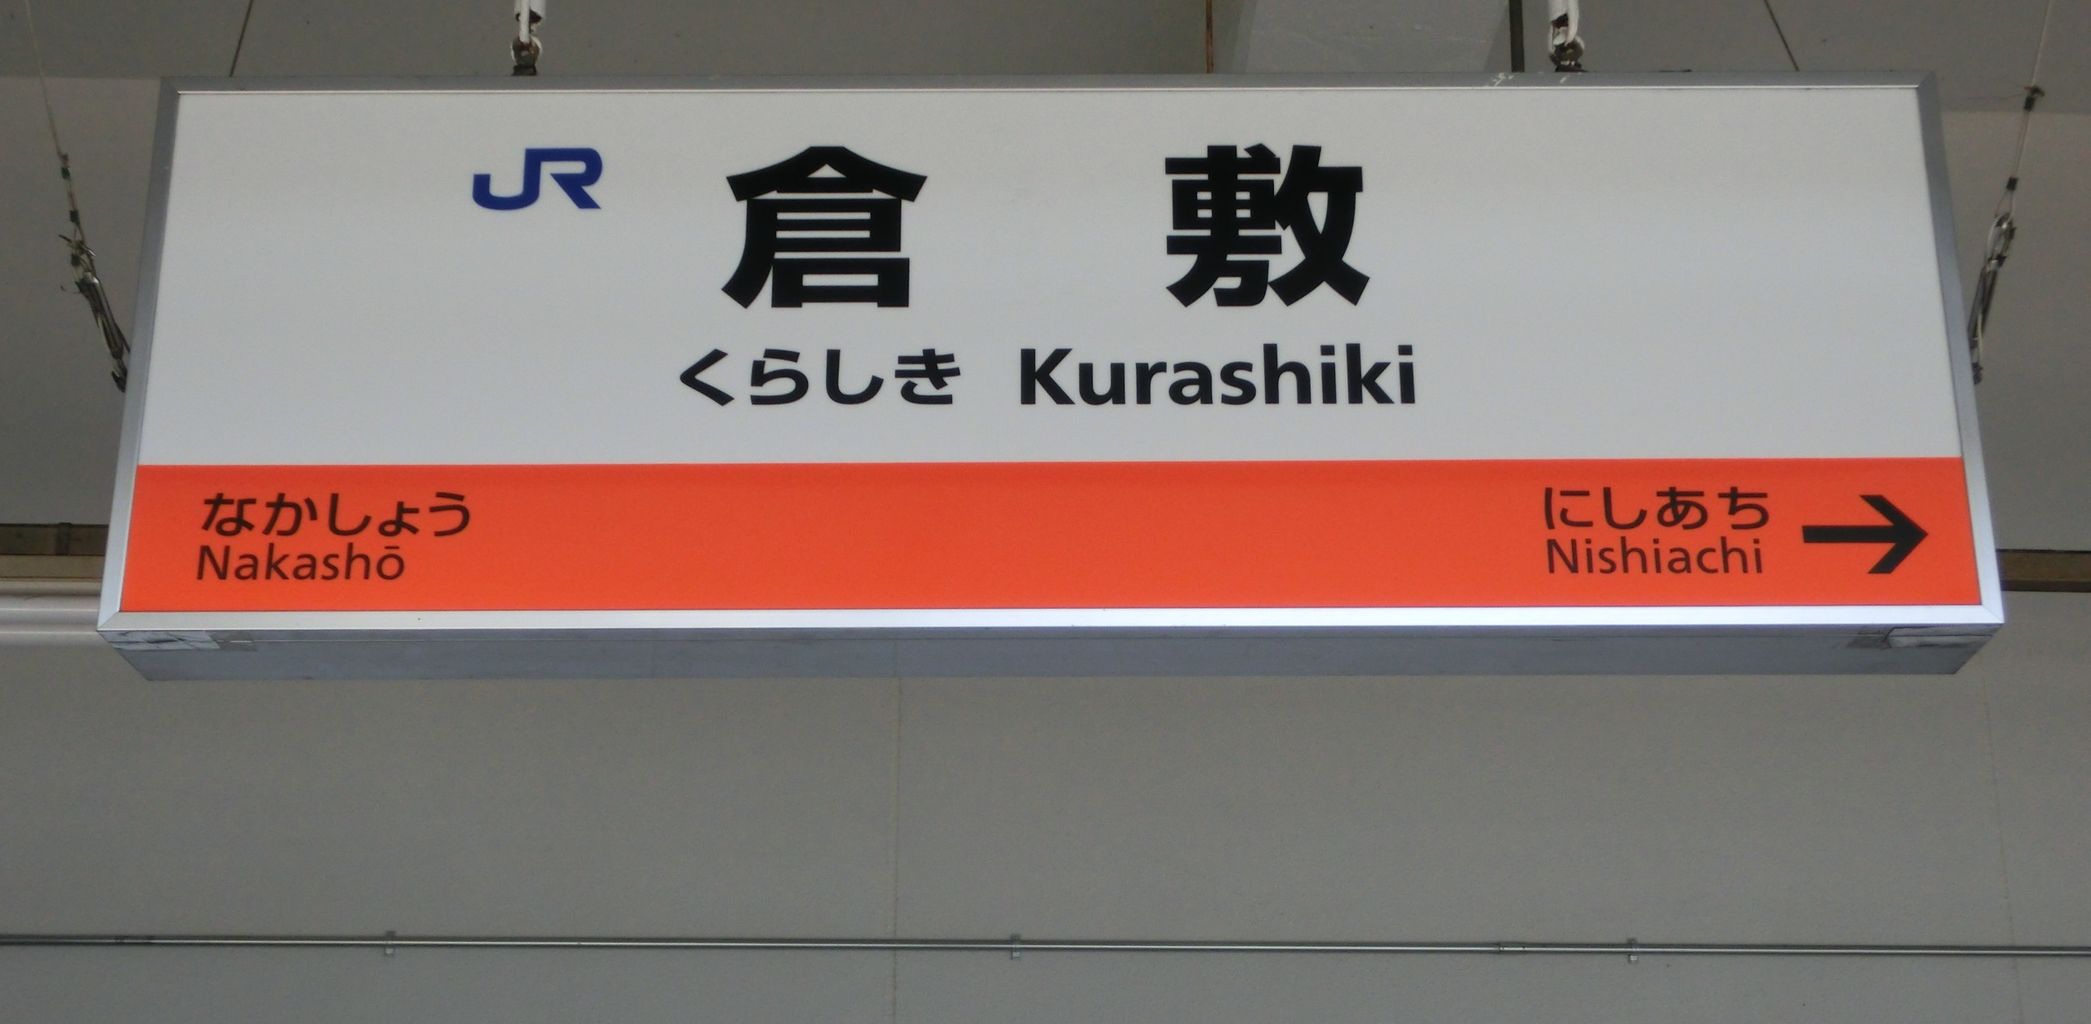 JR 倉敷
くらしき Kurashiki
なかしょう
Nakashō
にしあち →
Nishiachi